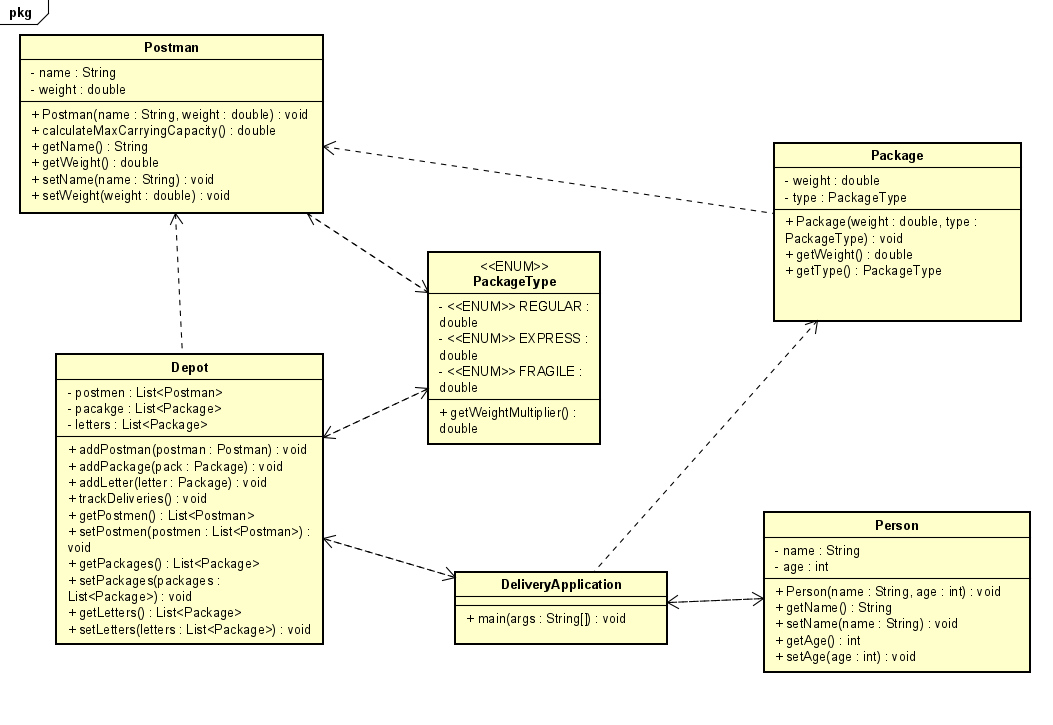 pkg
Postman
- name : String
- weight : double
+ Postman(name : String, weight : double) : void
+ calculateMaxCarryingCapacity() : double
+ getName() : String
+ getWeight() : double
+ setName(name : String) : void
+ setWeight(weight : double) : void
Package
- weight : double
- type : PackageType
+ Package(weight : double, type :
PackageType) : void
+ getWeight() : double
+ getType() : PackageType
<<ENUM>>
PackageType
- <<ENUM>> REGULAR :
double
- <<ENUM>> EXPRESS :
double
- <<ENUM>> FRAGILE :
double
+ getWeightMultiplier() :
double
Depot
- postmen : List<Postman>
- pacakge : List<Package>
- letters : List<Package>
+ addPostman(postman : Postman) : void
+ addPackage(pack : Package) : void
+ addLetter(letter : Package) : void
+ trackDeliveries() : void
+ getPostmen() : List<Postman>
+ setPostmen(postmen : List<Postman>) :
void
+ getPackages() : List<Package>
+ setPackages(packages :
List<Package>) : void
+ getLetters() : List<Package>
+ setLetters(letters : List<Package>) : void
DeliveryApplication
+ main(args : String[]) : void
Person
- name : String
- age : int
+ Person(name : String, age : int) : void
+ getName() : String
+ setName(name : String) : void
+ getAge() : int
+ setAge(age : int) : void